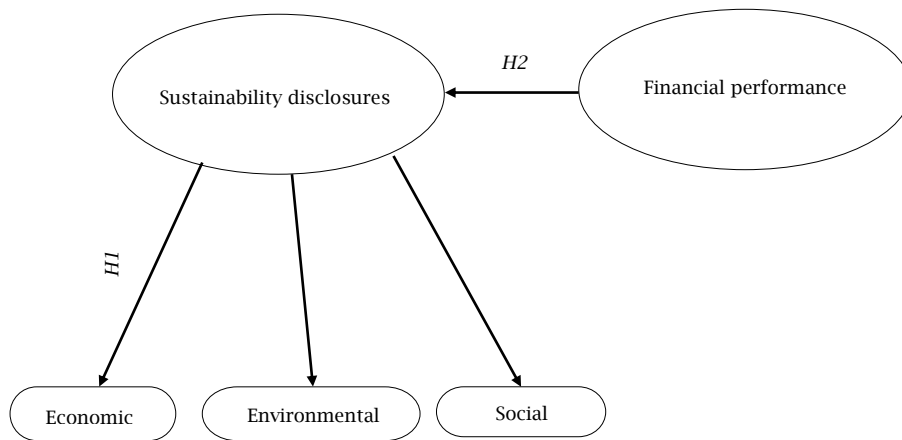 Sustainability disclosures
H2
Financial performance
H1
Economic
Environmental
Social